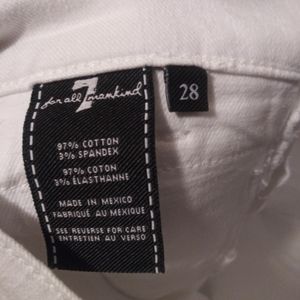 7
for all mankind
28
97% COTTON
3% SPANDEX
97% COTON
3% ÉLASTHANNE
MADE IN MEXICO
FABRIQUÉ AU MEXIQUE
SEE REVERSE FOR CARE
ENTRETIEN AU VERSO